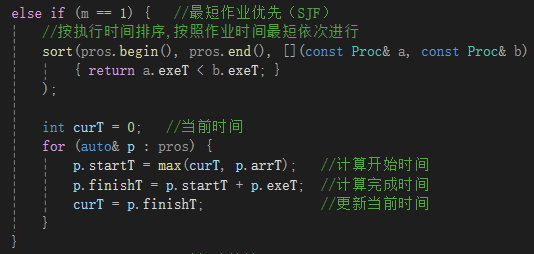 else if (m == 1) {   //最短作业优先（SJF）
//按执行时间排序,按照作业时间最短依次进行
sort(pros.begin(), pros.end(), [](const Proc& a, const Proc& b)
{ return a.exeT < b.exeT; }
);
int curT = 0;   //当前时间
for (auto& p : pros) {
p.startT = max(curT, p.arrT);   //计算开始时间
p.finishT = p.startT + p.exeT;  //计算完成时间
curT = p.finishT;               //更新当前时间
}
}